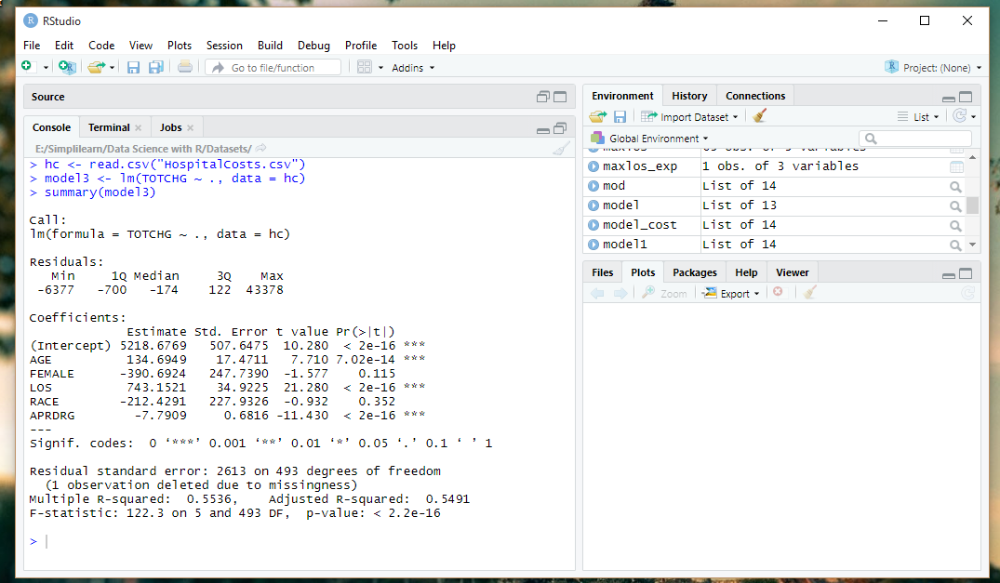 RStudio
File Edit Code View Plots Session Build Debug Profile Tools Help
Go to file/function Addins Project: (None)
Source
Console Terminal Jobs
E:/Simplilearn/Data Science with R/Datasets/
> hc <- read.csv("HospitalCosts.csv")
> model3 <- lm(TOTCHG ~ ., data = hc)
> summary(model3)
Call:
lm(formula = TOTCHG ~ ., data = hc)
Residuals:
Min 1Q Median 3Q Max
-6377 -700 -174 122 43378
Coefficients:
Estimate Std. Error t value Pr(>|t|)
(Intercept) 5218.6769 507.6475 10.280 < 2e-16 ***
AGE 134.6949 17.4711 7.710 7.02e-14 ***
FEMALE -390.6924 247.7390 -1.577 0.115
LOS 743.1521 34.9225 21.280 < 2e-16 ***
RACE -212.4291 227.9326 -0.932 0.352
APRDRG -7.7909 0.6816 -11.430 < 2e-16 ***
---
Signif. codes: 0 ‘***’ 0.001 ‘**’ 0.01 ‘*’ 0.05 ‘.’ 0.1 ‘ ’ 1
Residual standard error: 2613 on 493 degrees of freedom
(1 observation deleted due to missingness)
Multiple R-squared: 0.5536, Adjusted R-squared: 0.5491
F-statistic: 122.3 on 5 and 493 DF, p-value: < 2.2e-16
>
Environment History Connections
Import Dataset List
Global Environment
maxlos_exp 1 obs. of 3 variables
mod List of 14
model List of 13
model_cost List of 14
model1 List of 14
Files Plots Packages Help Viewer
Zoom Export